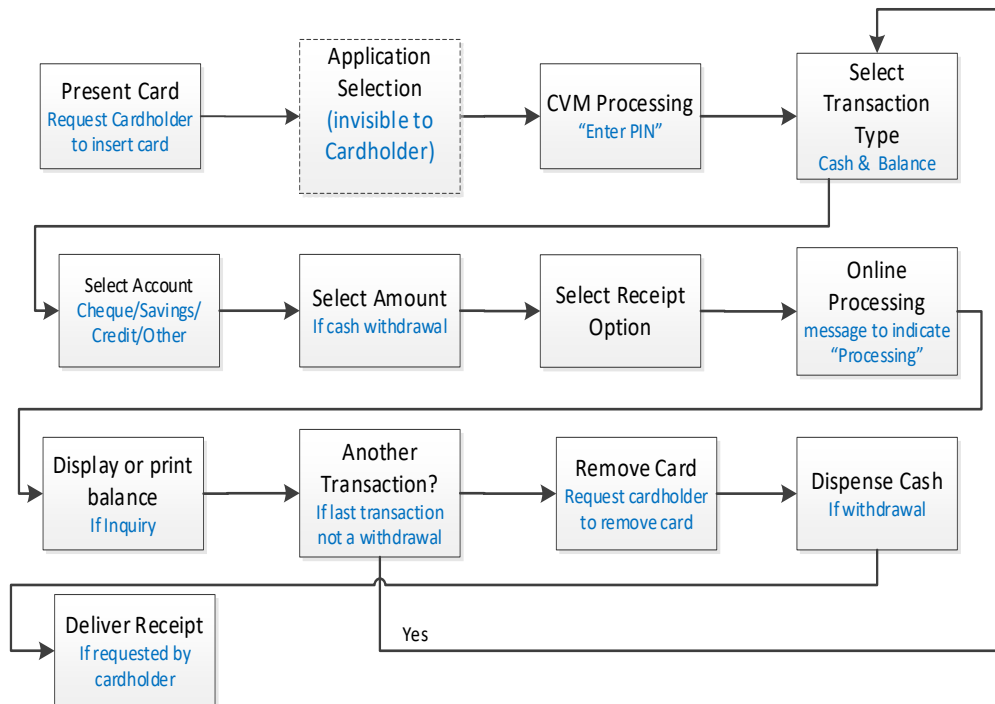 Present Card
Request Cardholder
to insert card
Application
Selection
(invisible to
Cardholder)
CVM Processing
“Enter PIN”
Select
Transaction
Type
Cash & Balance
Select Account
Cheque/Savings/
Credit/Other
Select Amount
If cash withdrawal
Select Receipt
Option
Online
Processing
message to indicate
“Processing”
Display or print
balance
If Inquiry
Another
Transaction?
If last transaction
not a withdrawal
Remove Card
Request cardholder
to remove card
Dispense Cash
If withdrawal
Deliver Receipt
If requested by
cardholder
Yes